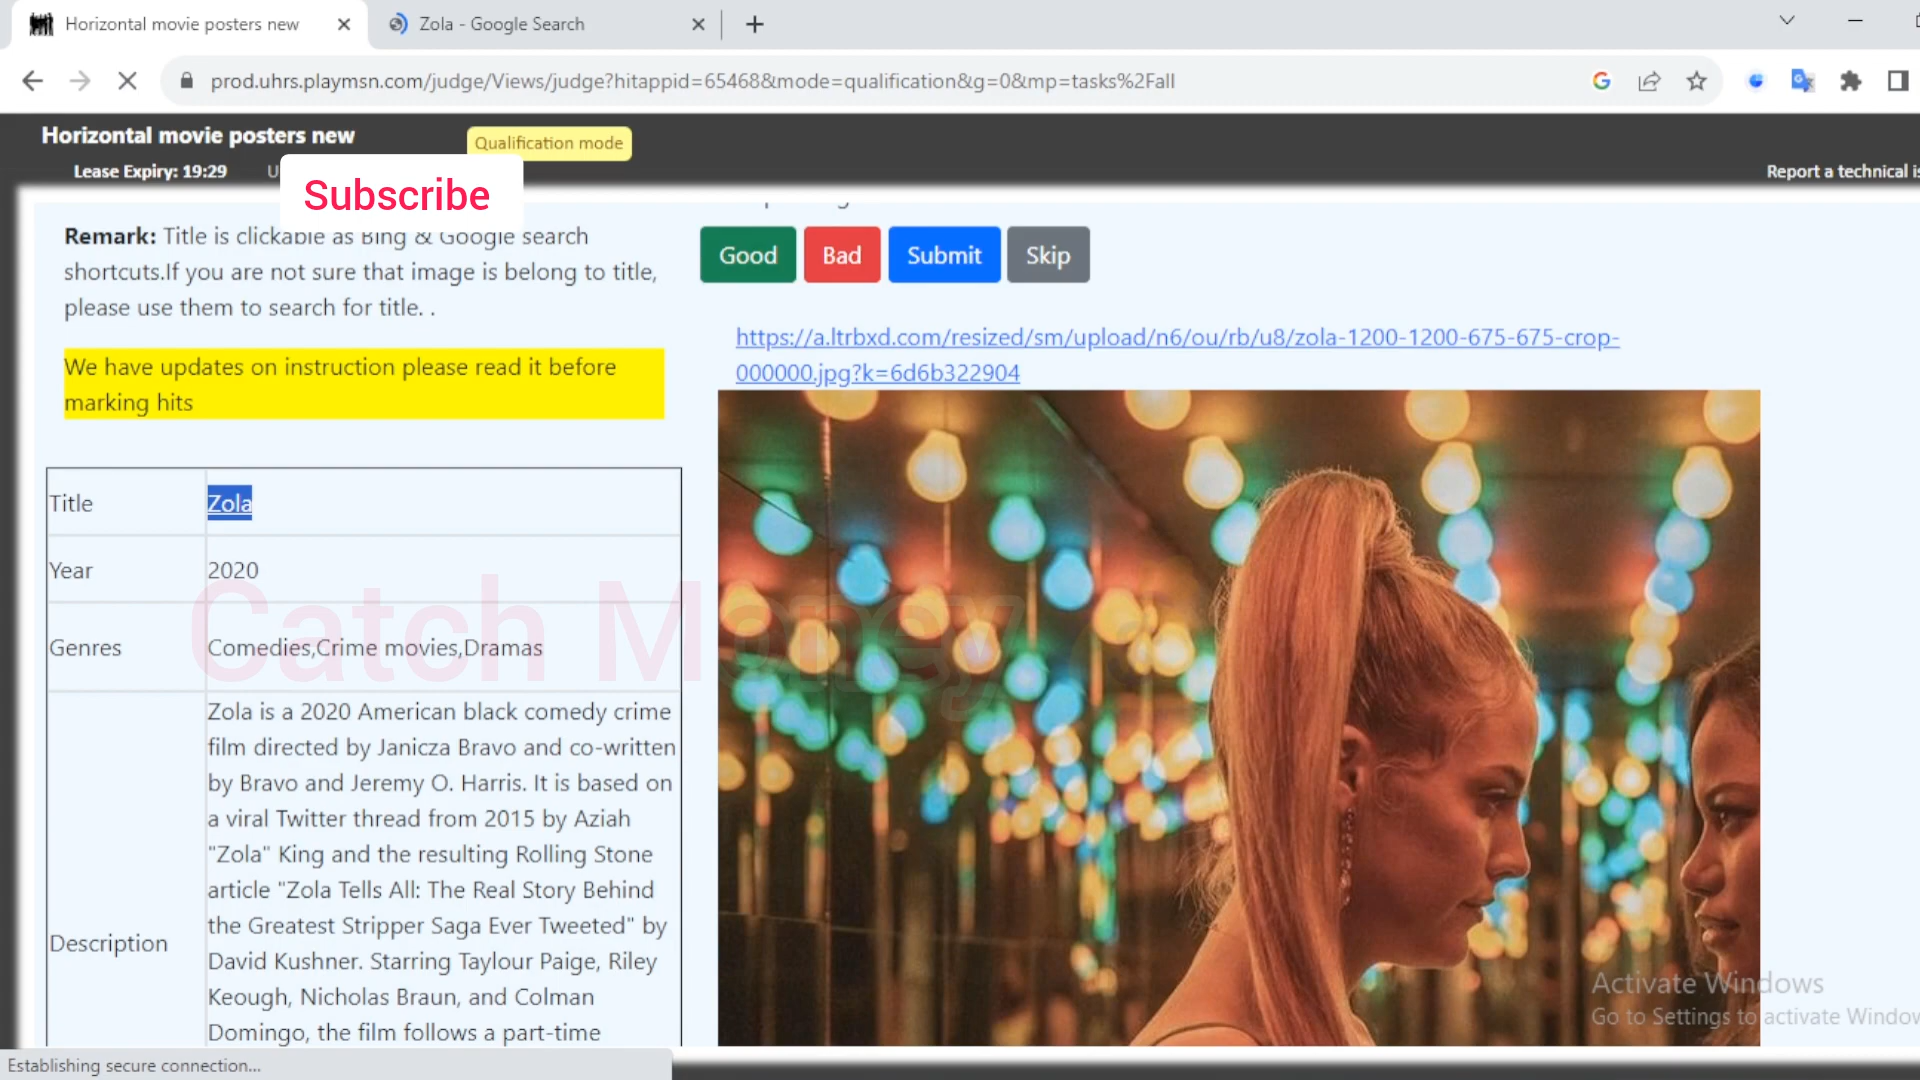 Horizontal movie posters new
Zola - Google Search
prod.uhrs.playmsn.com/judge/Views/judge?hitappid=65468&mode=qualification&g=0&mp=tasks%2Fall
Horizontal movie posters new
Qualification mode
Lease Expiry: 19:29
Report a technical is
Subscribe
Remark: Title is clickable as Bing & Google search
shortcuts.If you are not sure that image is belong to title,
please use them to search for title. .
We have updates on instruction please read it before
marking hits
Good
Bad
Submit
Skip
https://a.ltrbxd.com/resized/sm/upload/n6/ou/rb/u8/zola-1200-1200-675-675-crop-
000000.jpg?k=6d6b322904
Title
Zola
Year
2020
Genres
Comedies,Crime movies,Dramas
Description
Zola is a 2020 American black comedy crime
film directed by Janicza Bravo and co-written
by Bravo and Jeremy O. Harris. It is based on
a viral Twitter thread from 2015 by Aziah
"Zola" King and the resulting Rolling Stone
article "Zola Tells All: The Real Story Behind
the Greatest Stripper Saga Ever Tweeted" by
David Kushner. Starring Taylour Paige, Riley
Keough, Nicholas Braun, and Colman
Domingo, the film follows a part-time
Catch Money
Activate Windows
Go to Settings to activate Window
Establishing secure connection...